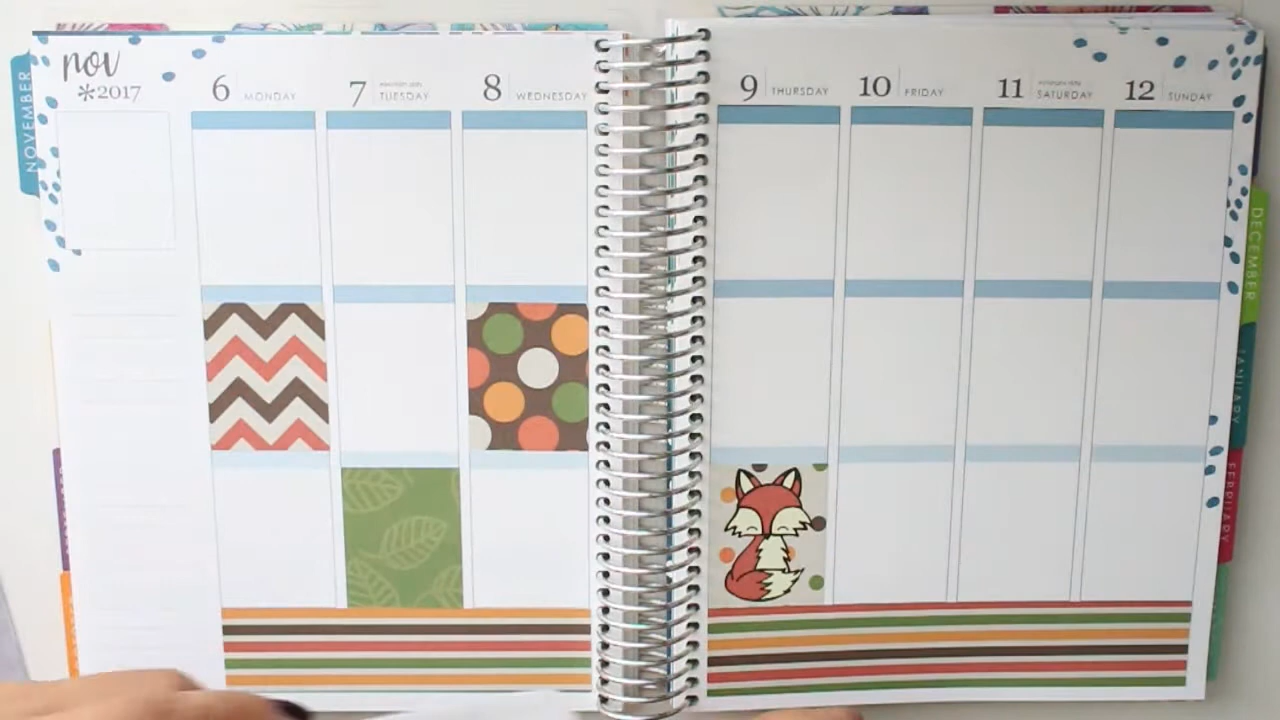 nov
*2017
NOVEMBER
6 MONDAY
7 TUESDAY
8 WEDNESDAY
9 THURSDAY
10 FRIDAY
11 SATURDAY
12 SUNDAY
DECEMBER
JANUARY
FEBRUARY